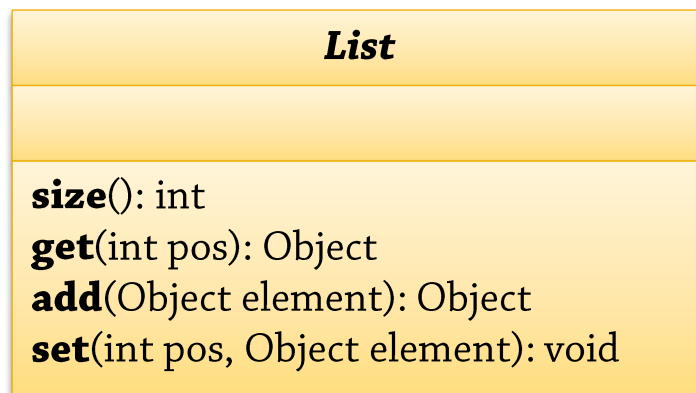 List
size(): int
get(int pos): Object
add(Object element): Object
set(int pos, Object element): void